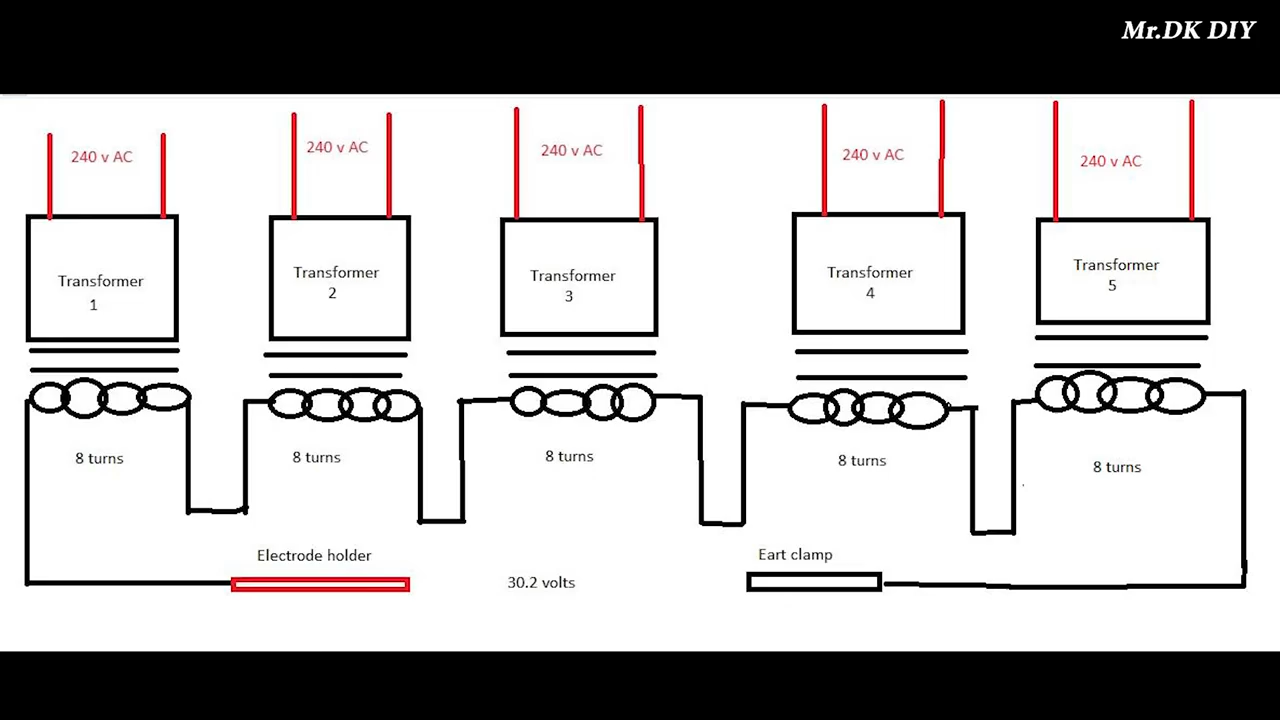 Mr.DK DIY
240 v AC
240 v AC
240 v AC
240 v AC
240 v AC
Transformer
1
Transformer
2
Transformer
3
Transformer
4
Transformer
5
8 turns
8 turns
8 turns
8 turns
8 turns
Electrode holder
30.2 volts
Eart clamp